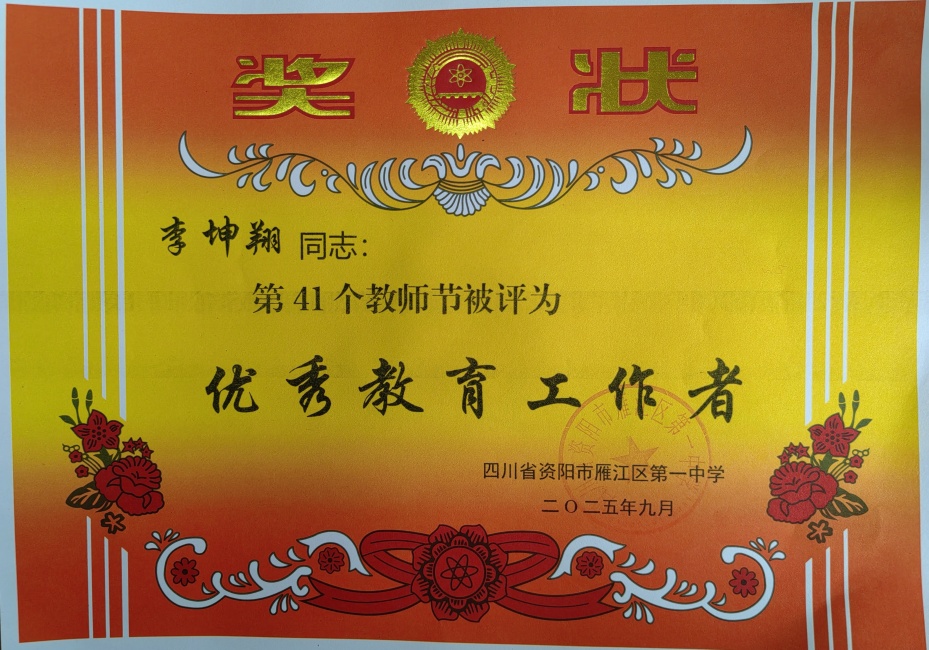 奖状
李坤翔 同志：
第41个教师节被评为
优秀教育工作者
四川省资阳市雁江区第一中学
二〇二五年九月